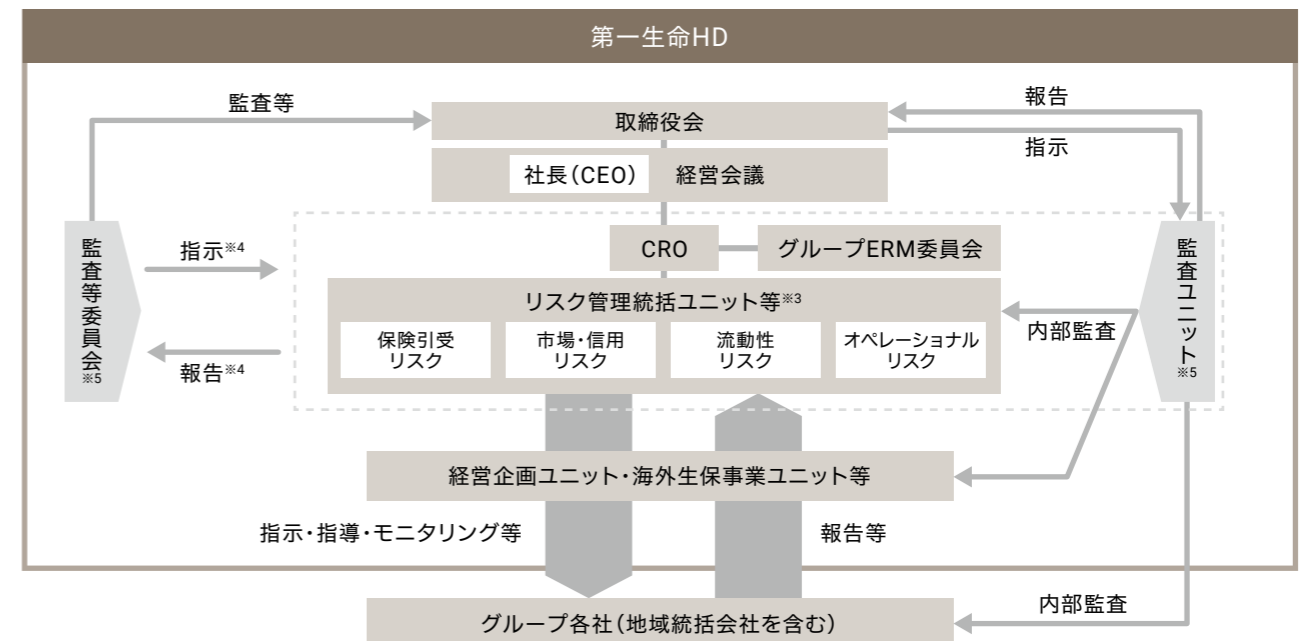 第一生命HD
監査等
報告
取締役会
指示
社長(CEO)
経営会議
監査等委員会※5
指示※4
報告※4
CRO
グループERM委員会
リスク管理統括ユニット等※3
保険引受
リスク
市場・信用
リスク
流動性
リスク
オペレーショナル
リスク
監査ユニット※5
内部監査
経営企画ユニット・海外生保事業ユニット等
指示・指導・モニタリング等
報告等
グループ各社(地域統括会社を含む)
内部監査